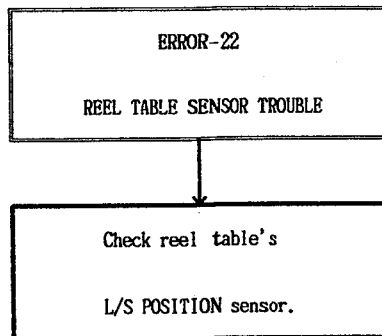 ERROR-22
REEL TABLE SENSOR TROUBLE
Check reel table's
L/S POSITION sensor.